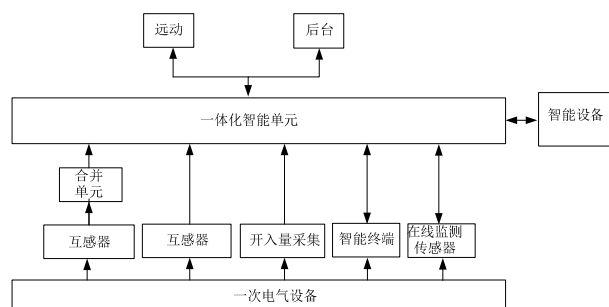 远动
后台
一体化智能单元
智能设备
合并
单元
互感器
互感器
开入量采集
智能终端
在线监测
传感器
一次电气设备